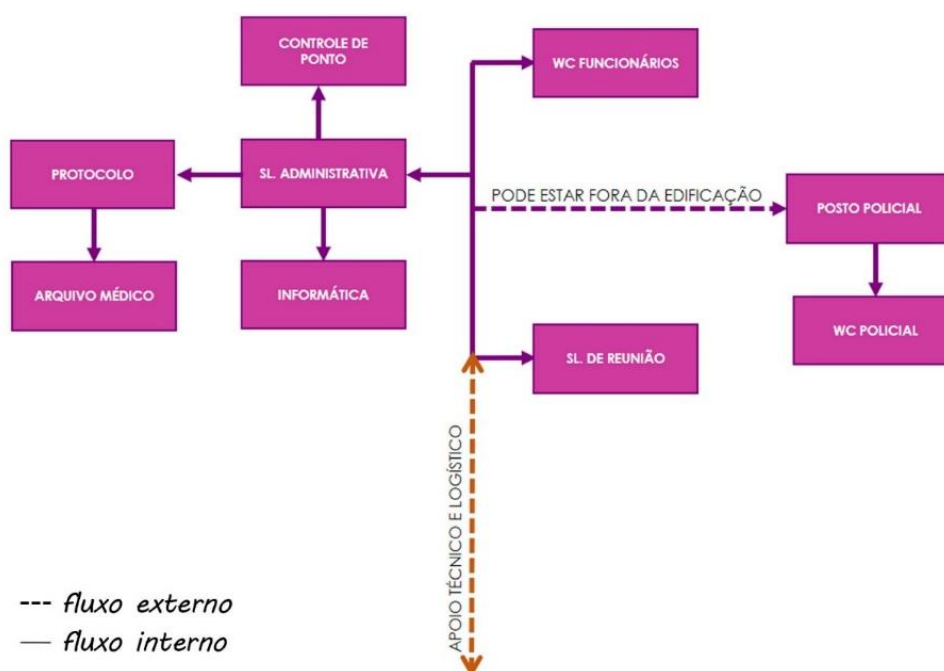 CONTROLE DE
PONTO
WC FUNCIONÁRIOS
PROTOCOLO
SL. ADMINISTRATIVA
PODE ESTAR FORA DA EDIFICAÇÃO
POSTO POLICIAL
ARQUIVO MÉDICO
INFORMÁTICA
WC POLICIAL
SL. DE REUNIÃO
APOIO TÉCNICO E LOGÍSTICO
fluxo externo
fluxo interno